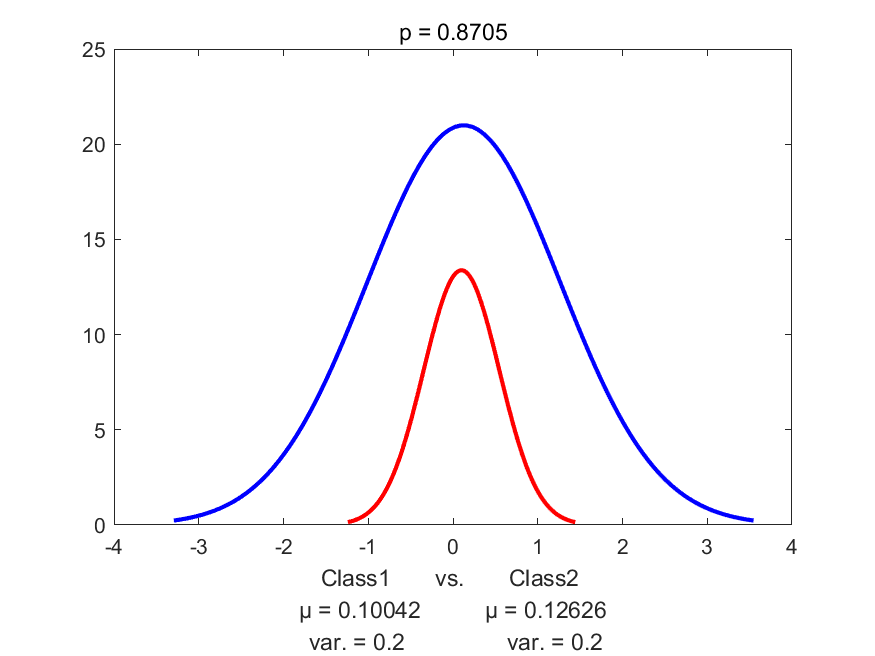 p = 0.8705
25
20
15
10
5
0
-4 -3 -2 -1 0 1 2 3 4
Class1 vs. Class2
μ = 0.10042 μ = 0.12626
var. = 0.2 var. = 0.2